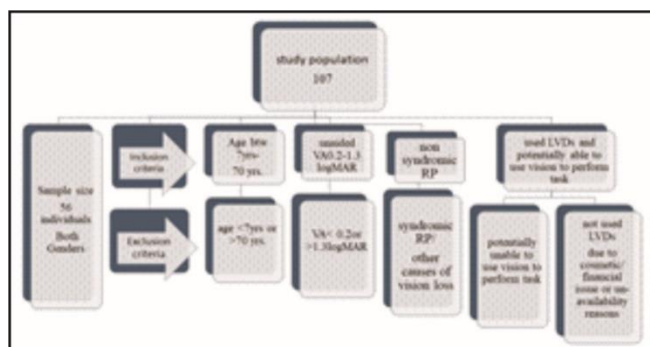 study population
107
Sample size
56
individuals
Both
Genders
Inclusion
criteria
Age btw
7yrs-
70 yrs.
unaided
VA0.2-1.3
logMAR
non
syndromic
RP
used LVDs and
potentially able to
use vision to perform
task
Exclusion
criteria
age <7yrs or
>70 yrs.
VA< 0.2or
>1.3logMAR
syndromic
RP/
other
causes of
vision loss
potentially
unable to
use vision to
perform task
not used
LVDs
due to
cosmetic/
financial
issue or un-
availability
reasons